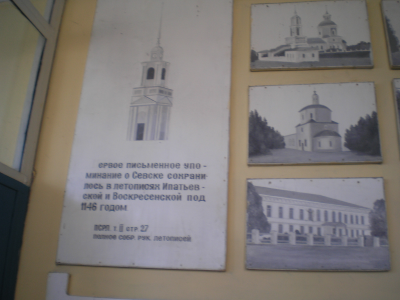 ервое письменное упо-
минание о Севске сохрани
лось в летописях Ипатьев-
ской и Воскресенской под
1146 годом
ПСРЛ т II стр 27
полное собр рус. летописей